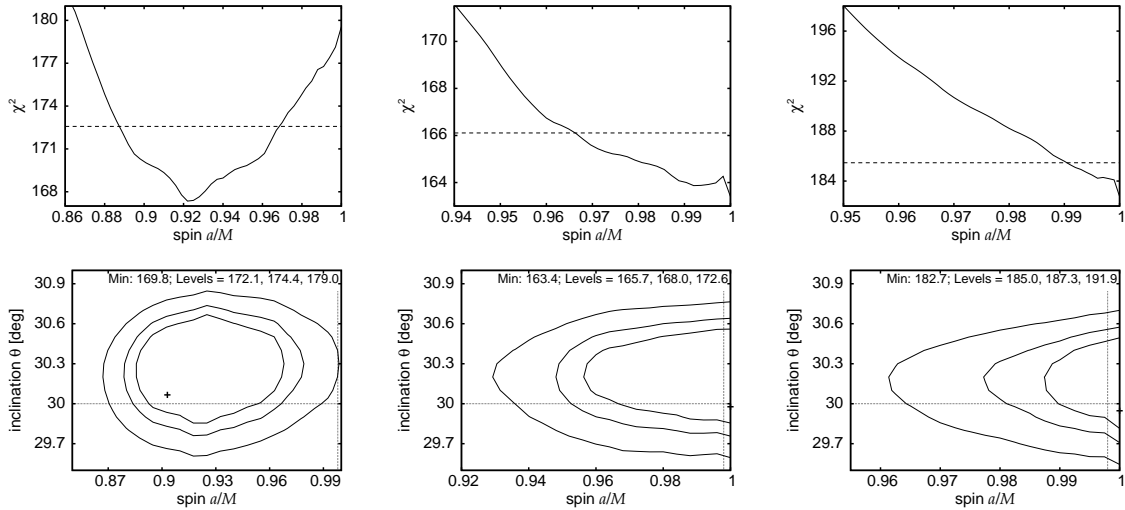 180
177
174
171
168
χ²
0.86 0.88 0.9 0.92 0.94 0.96 0.98 1
spin a/M
170
168
166
164
χ²
0.94 0.95 0.96 0.97 0.98 0.99 1
spin a/M
196
192
188
184
χ²
0.95 0.96 0.97 0.98 0.99 1
spin a/M
Min: 169.8; Levels = 172.1, 174.4, 179.0
30.9
30.6
30.3
30
29.7
inclination θ [deg]
0.87 0.9 0.93 0.96 0.99
spin a/M
Min: 163.4; Levels = 165.7, 168.0, 172.6
30.9
30.6
30.3
30
29.7
inclination θ [deg]
0.92 0.94 0.96 0.98 1
spin a/M
Min: 182.7; Levels = 185.0, 187.3, 191.9
30.9
30.6
30.3
30
29.7
inclination θ [deg]
0.96 0.97 0.98 0.99 1
spin a/M